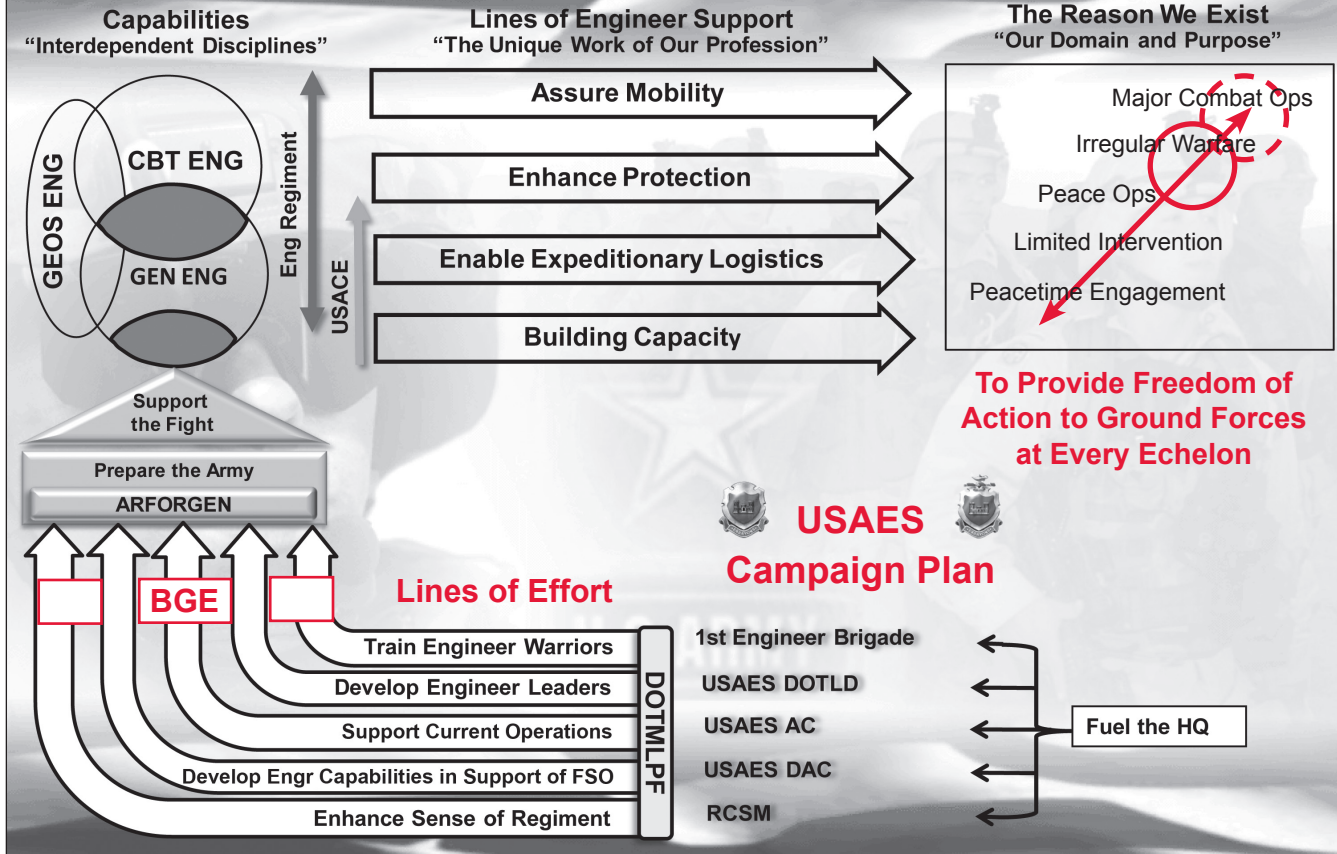 Capabilities
“Interdependent Disciplines”
Lines of Engineer Support
“The Unique Work of Our Profession”
The Reason We Exist
“Our Domain and Purpose”
GEOS ENG
CBT ENG
GEN ENG
Eng Regiment
USACE
Assure Mobility
Enhance Protection
Enable Expeditionary Logistics
Building Capacity
Major Combat Ops
Irregular Warfare
Peace Ops
Limited Intervention
Peacetime Engagement
To Provide Freedom of
Action to Ground Forces
at Every Echelon
Support
the Fight
Prepare the Army
ARFORGEN
BGE
Lines of Effort
USAES
Campaign Plan
Train Engineer Warriors
Develop Engineer Leaders
Support Current Operations
Develop Engr Capabilities in Support of FSO
Enhance Sense of Regiment
DOTMLPF
1st Engineer Brigade
USAES DOTLD
USAES AC
USAES DAC
RCSM
Fuel the HQ
ARMY